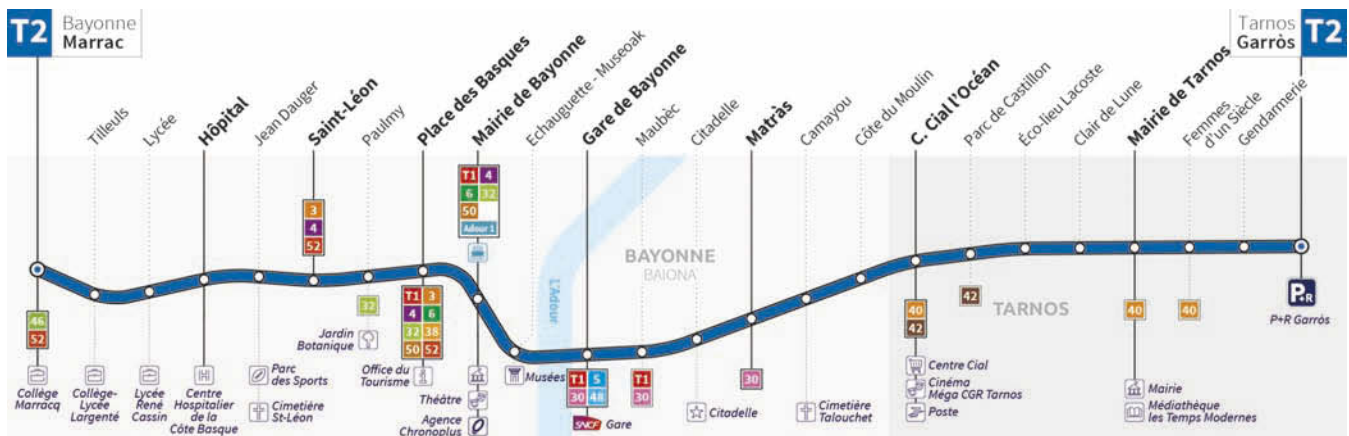 T2
Bayonne
Marrac
Tarnos
Garròs
T2
Tilleuls
Lycée
Hôpital
Jean Dauger
Saint-Léon
Paulmy
Place des Basques
Mairie de Bayonne
Echauguette - Museoak
Gare de Bayonne
Maubèc
Citadelle
Matràs
Camayou
Côte du Moulin
C. Cial l'Océan
Parc de Castillon
Éco-lieu Lacoste
Clair de Lune
Mairie de Tarnos
Femmes
d'un Siècle
Gendarmerie
46
52
Collège
Marracq
Collège-
Lycée
Largenté
Lycée
René
Cassin
H
Centre
Hospitalier
de la
Côte Basque
Parc
des Sports
Cimetière
St-Léon
3
4
52
32
Jardin
Botanique
T1 3
4 6
32 38
50 52
Office du
Tourisme
T1 4
6 32
50
Adour 1
Théâtre
Agence
Chronoplus
Musées
L'Adour
BAYONNE
BAIONA
T1 5
30 48
SNCF Gare
T1
30
Citadelle
30
Cimetière
Talouchet
40
42
Centre Cial
Cinéma
Méga CGR Tarnos
Poste
42
TARNOS
40
Mairie
Médiathèque
les Temps Modernes
40
P+R
P+R Garròs